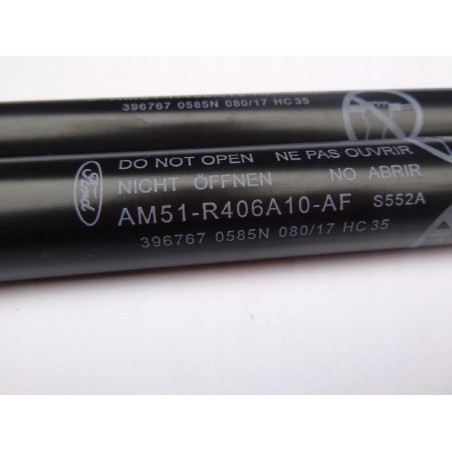 396767 0585N 080/17 HC35
Ford
DO NOT OPEN NE PAS OUVRIR
NICHT ÖFFNEN NO ABRIR
AM51-R406A10-AF S552A
396767 0585N 080/17 HC35